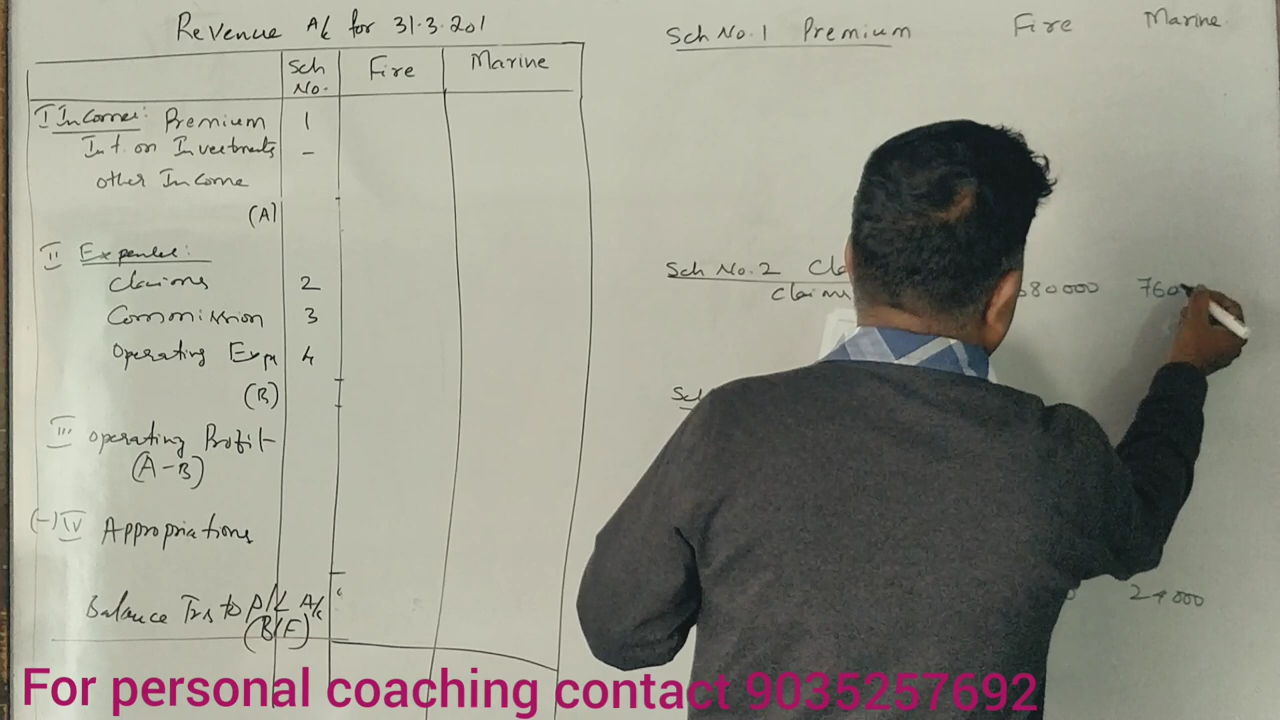 Revenue A/c for 31.3.201
Sch No. Fire Marine
I Income: Premium 1
Int. on Investments -
other Income
(A)
II Expenses:
Claims 2
Commission 3
Operating Exp 4
(B)
III Operating Profit
(A-B)
(-) IV Appropriations
Balance Trs to P/L A/c
(B/F)
Sch No. 1 Premium Fire Marine
Sch No. 2
Claims 80000 760
24000
For personal coaching contact 9035257692